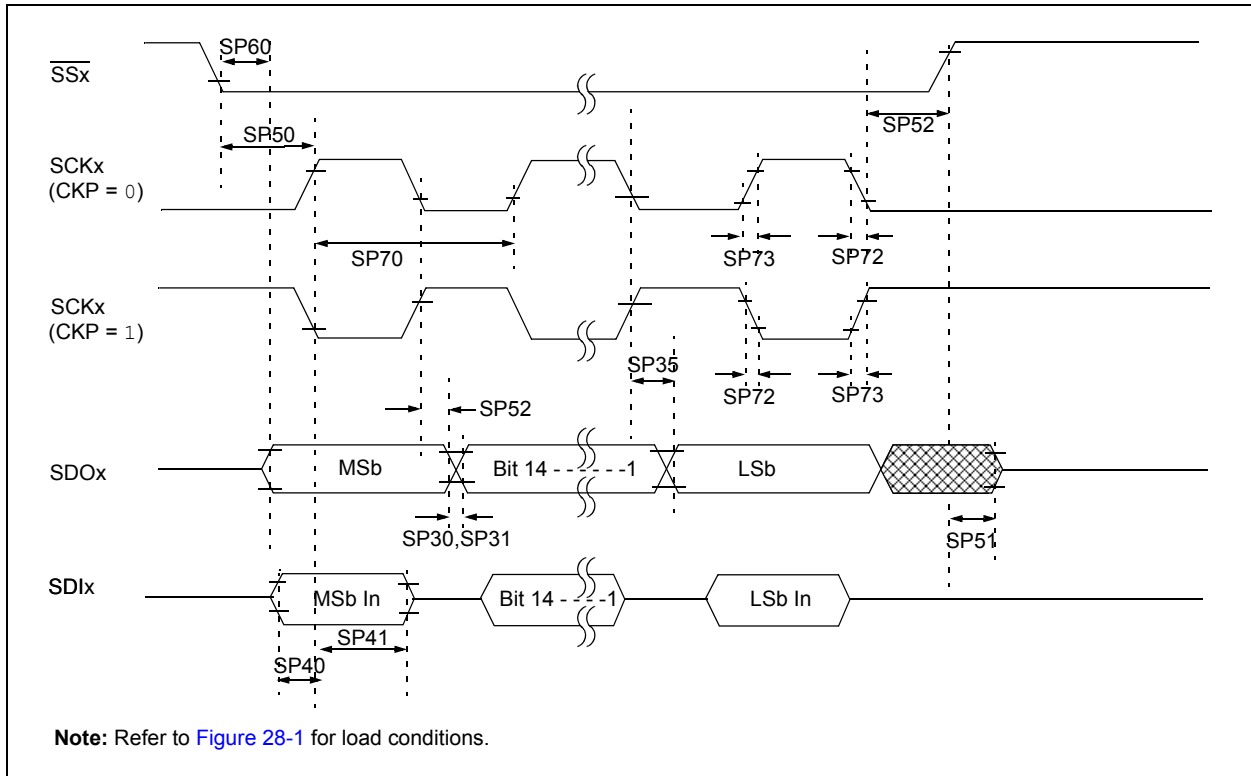 SP60
SSx
SP50
SP52
SCKx
(CKP = 0)
SP70
SP73
SP72
SCKx
(CKP = 1)
SP35
SP72
SP73
SP52
SDOx
MSb
Bit 14 - - - - - -1
LSb
SP30,SP31
SP51
SDIx
MSb In
Bit 14 - - - -1
LSb In
SP41
SP40
Note: Refer to Figure 28-1 for load conditions.